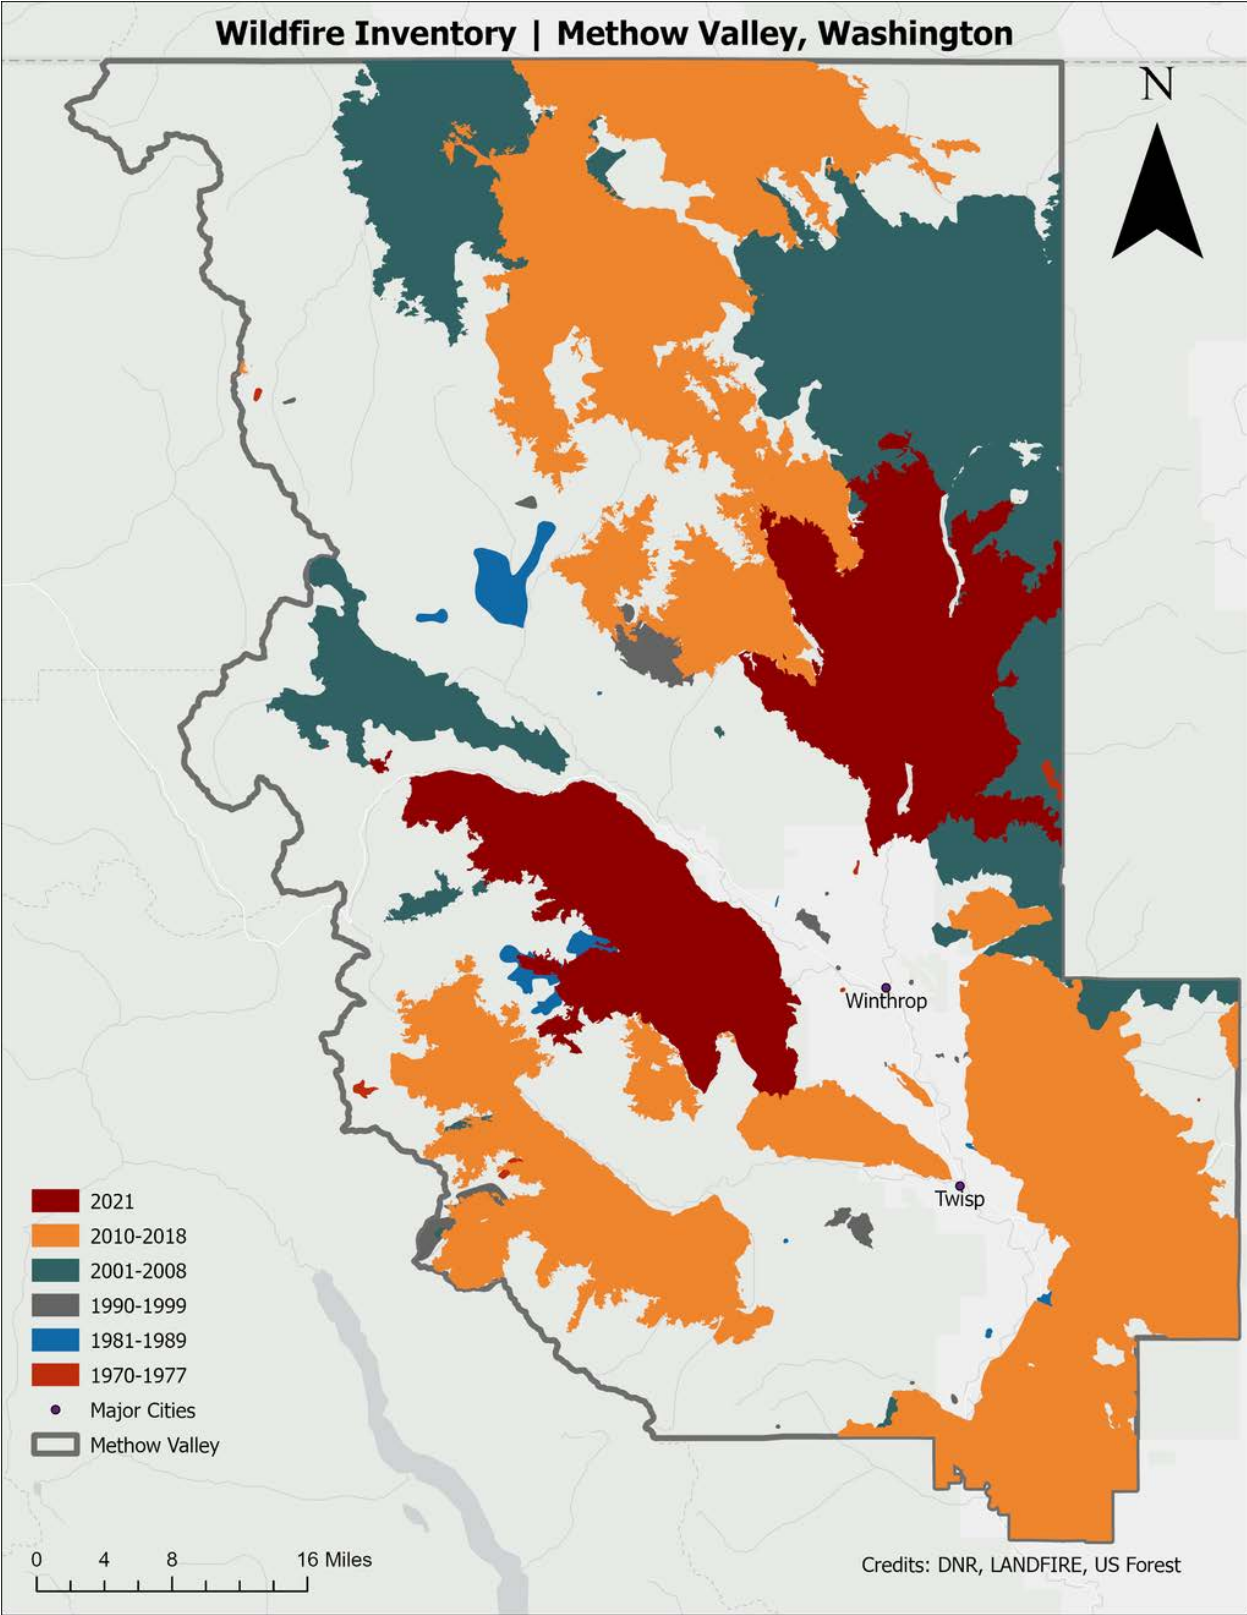 Wildfire Inventory | Methow Valley, Washington
N
Winthrop
Twisp
2021
2010-2018
2001-2008
1990-1999
1981-1989
1970-1977
Major Cities
Methow Valley
0 4 8 16 Miles
Credits: DNR, LANDFIRE, US Forest